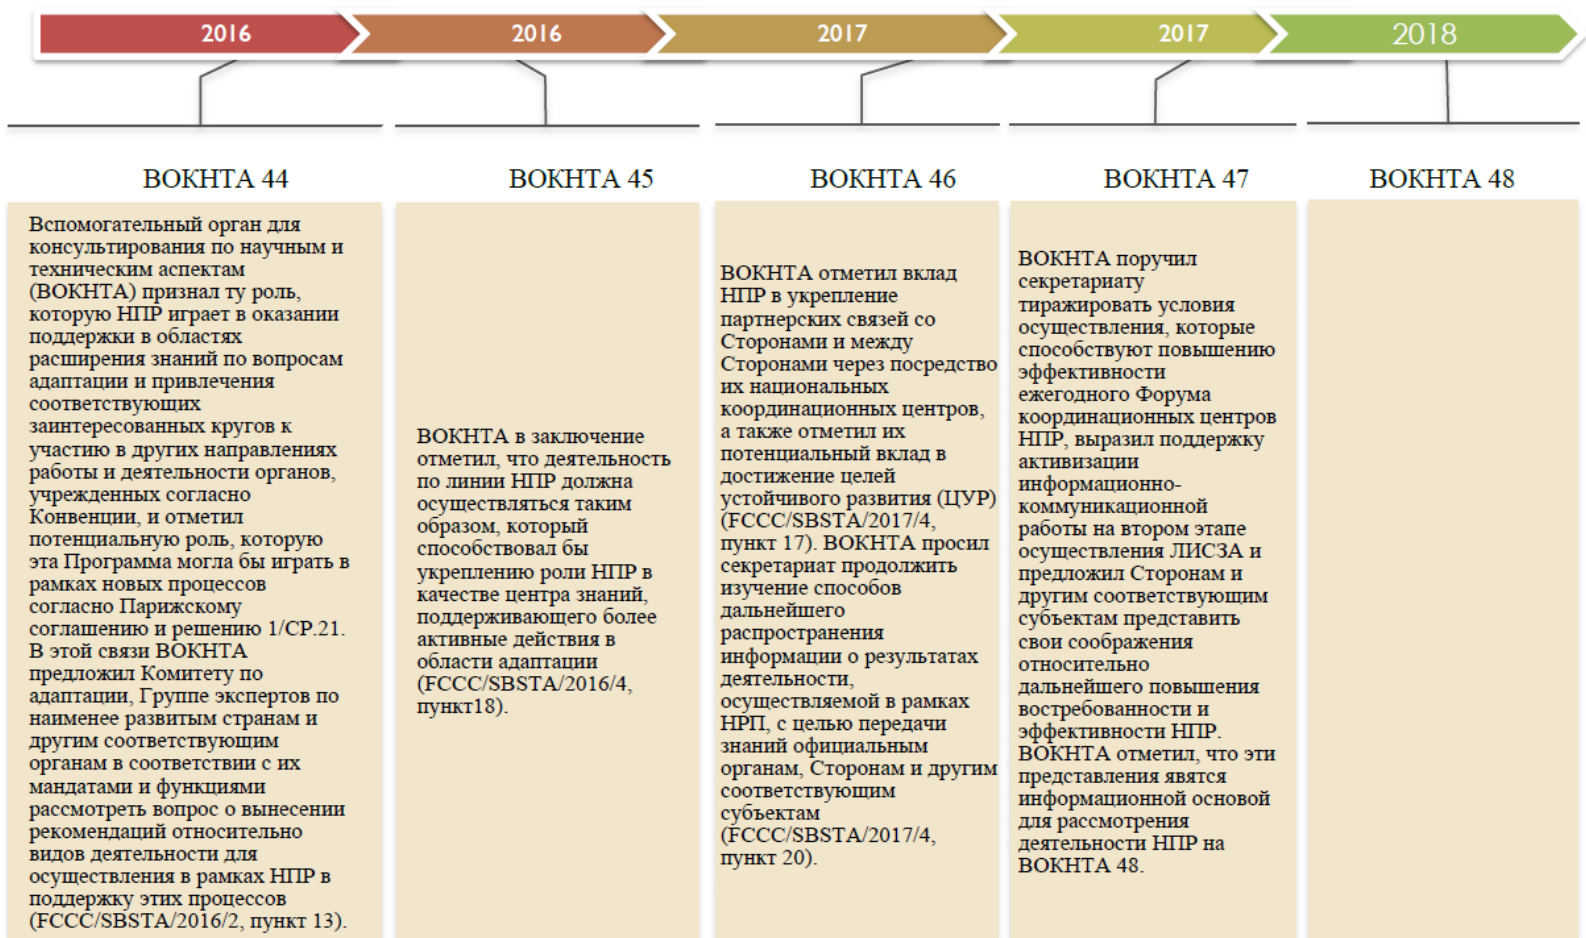 2016
2016
2017
2017
2018
ВОКНТА 44
Вспомогательный орган для
консультирования по научным и
техническим аспектам
(ВОКНТА) признал ту роль,
которую НПР играет в оказании
поддержки в областях
расширения знаний по вопросам
адаптации и привлечения
соответствующих
заинтересованных кругов к
участию в других направлениях
работы и деятельности органов,
учрежденных согласно
Конвенции, и отметил
потенциальную роль, которую
эта Программа могла бы играть в
рамках новых процессов
согласно Парижскому
соглашению и решению 1/CP.21.
В этой связи ВОКНТА
предложил Комитету по
адаптации, Группе экспертов по
наименее развитым странам и
другим соответствующим
органам в соответствии с их
мандатами и функциями
рассмотреть вопрос о вынесении
рекомендаций относительно
видов деятельности для
осуществления в рамках НПР в
поддержку этих процессов
(FCCC/SBSTA/2016/2, пункт 13).
ВОКНТА 45
ВОКНТА в заключение
отметил, что деятельность
по линии НПР должна
осуществляться таким
образом, который
способствовал бы
укреплению роли НПР в
качестве центра знаний,
поддерживающего более
активные действия в
области адаптации
(FCCC/SBSTA/2016/4,
пункт18).
ВОКНТА 46
ВОКНТА отметил вклад
НПР в укрепление
партнерских связей со
Сторонами и между
Сторонами через посредство
их национальных
координационных центров,
а также отметил их
потенциальный вклад в
достижение целей
устойчивого развития (ЦУР)
(FCCC/SBSTA/2017/4,
пункт 17). ВОКНТА просил
секретариат продолжить
изучение способов
дальнейшего
распространения
информации о результатах
деятельности,
осуществляемой в рамках
НРП, с целью передачи
знаний официальным
органам, Сторонам и другим
соответствующим
субъектам
(FCCC/SBSTA/2017/4,
пункт 20).
ВОКНТА 47
ВОКНТА поручил
секретариату
тиражировать условия
осуществления, которые
способствуют повышению
эффективности
ежегодного Форума
координационных центров
НПР, выразил поддержку
активизации
информационно-
коммуникационной
работы на втором этапе
осуществления ЛИСЗА и
предложил Сторонам и
другим соответствующим
субъектам представить
свои соображения
относительно
дальнейшего повышения
востребованности и
эффективности НПР.
ВОКНТА отметил, что эти
представления явятся
информационной основой
для рассмотрения
деятельности НПР на
ВОКНТА 48.
ВОКНТА 48